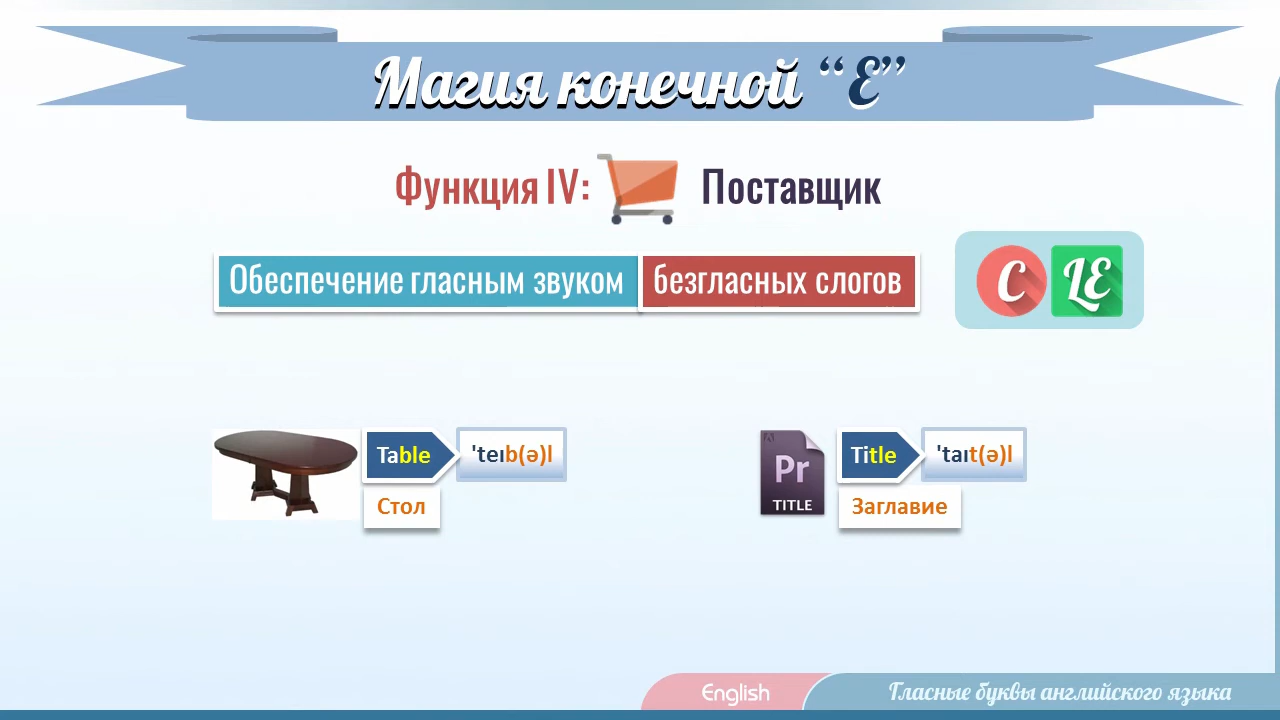 Магия конечной “E”
Функция IV: Поставщик
Обеспечение гласным звуком безгласных слогов
C LE
Table 'teɪb(ə)l
Стол
Pr
TITLE
Title 'taɪt(ə)l
Заглавие
English
Гласные буквы английского языка